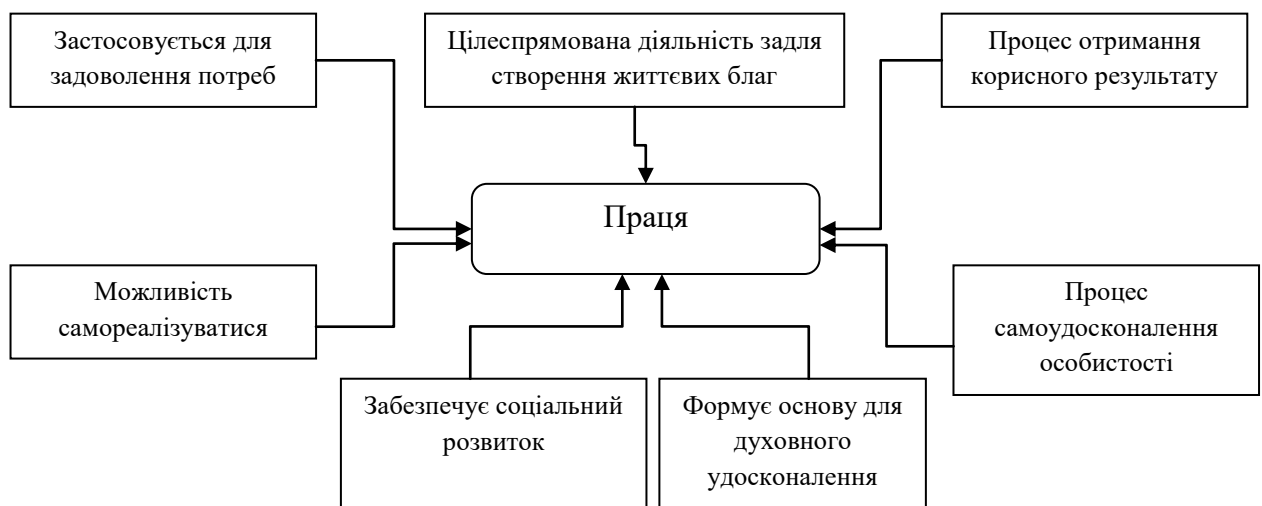 Застосовується для
задоволення потреб
Цілеспрямована діяльність задля
створення життєвих благ
Процес отримання
корисного результату
Праця
Можливість
самореалізуватися
Процес
самоудосконалення
особистості
Забезпечує соціальний
розвиток
Формує основу для
духовного
удосконалення